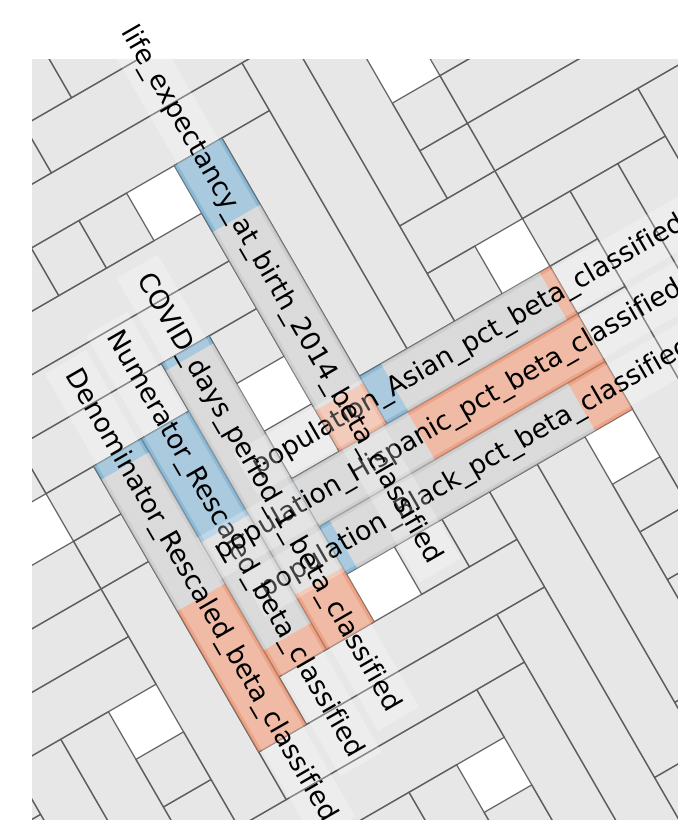 life_expectancy_at_birth_2014_beta_classified
population_Asian_pct_beta_classified
population_Hispanic_pct_beta_classified
population_Black_pct_beta_classified
COVID_days_period_1_beta_classified
Numerator_Rescaled_beta_classified
Denominator_Rescaled_beta_classified